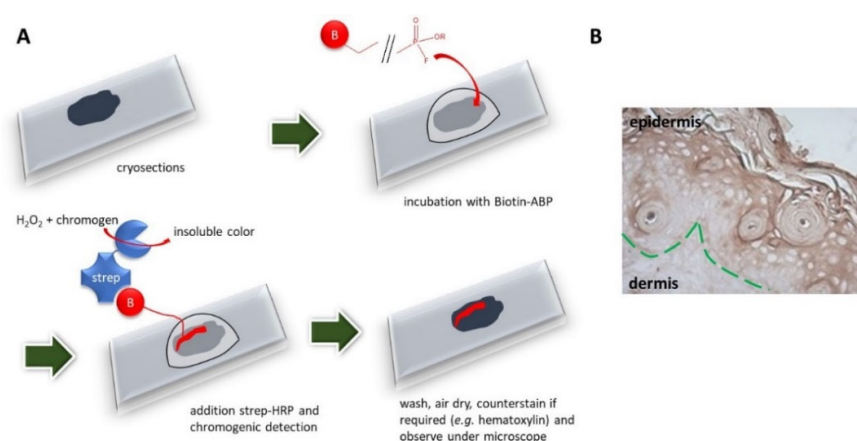 A
B
B
O
P
OR
F
cryosections
incubation with Biotin-ABP
epidermis
dermis
H₂O₂ + chromogen
insoluble color
strep
B
addition strep-HRP and
chromogenic detection
wash, air dry, counterstain if
required (e.g. hematoxylin) and
observe under microscope